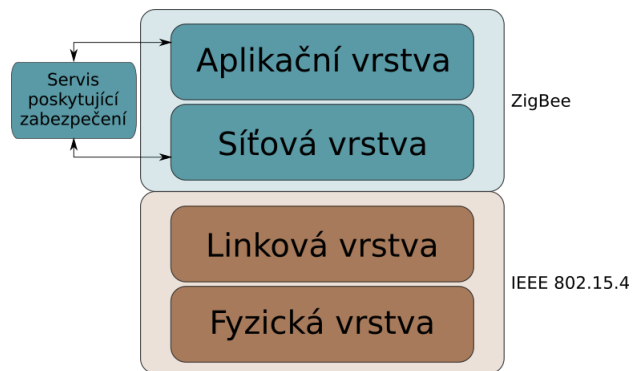 Aplikační vrstva
Servis
poskytující
zabezpečení
ZigBee
Síťová vrstva
Linková vrstva
IEEE 802.15.4
Fyzická vrstva